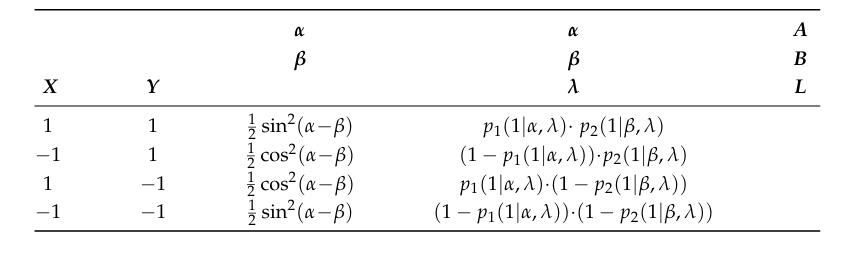 α α A
β β B
X Y λ L
1 1 ½ sin²(α−β) p₁(1|α, λ)· p₂(1|β, λ)
−1 1 ½ cos²(α−β) (1 − p₁(1|α, λ))·p₂(1|β, λ)
1 −1 ½ cos²(α−β) p₁(1|α, λ)·(1 − p₂(1|β, λ))
−1 −1 ½ sin²(α−β) (1 − p₁(1|α, λ))·(1 − p₂(1|β, λ))